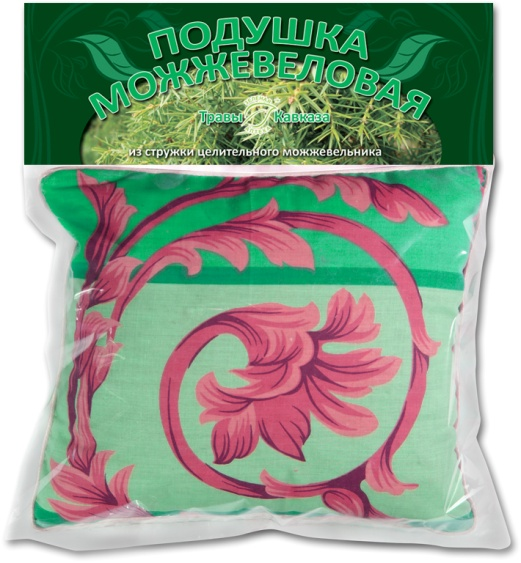 ПОДУШКА
МОЖЖЕВЕЛОВАЯ
Травы Кавказа
из стружки целительного можжевельника